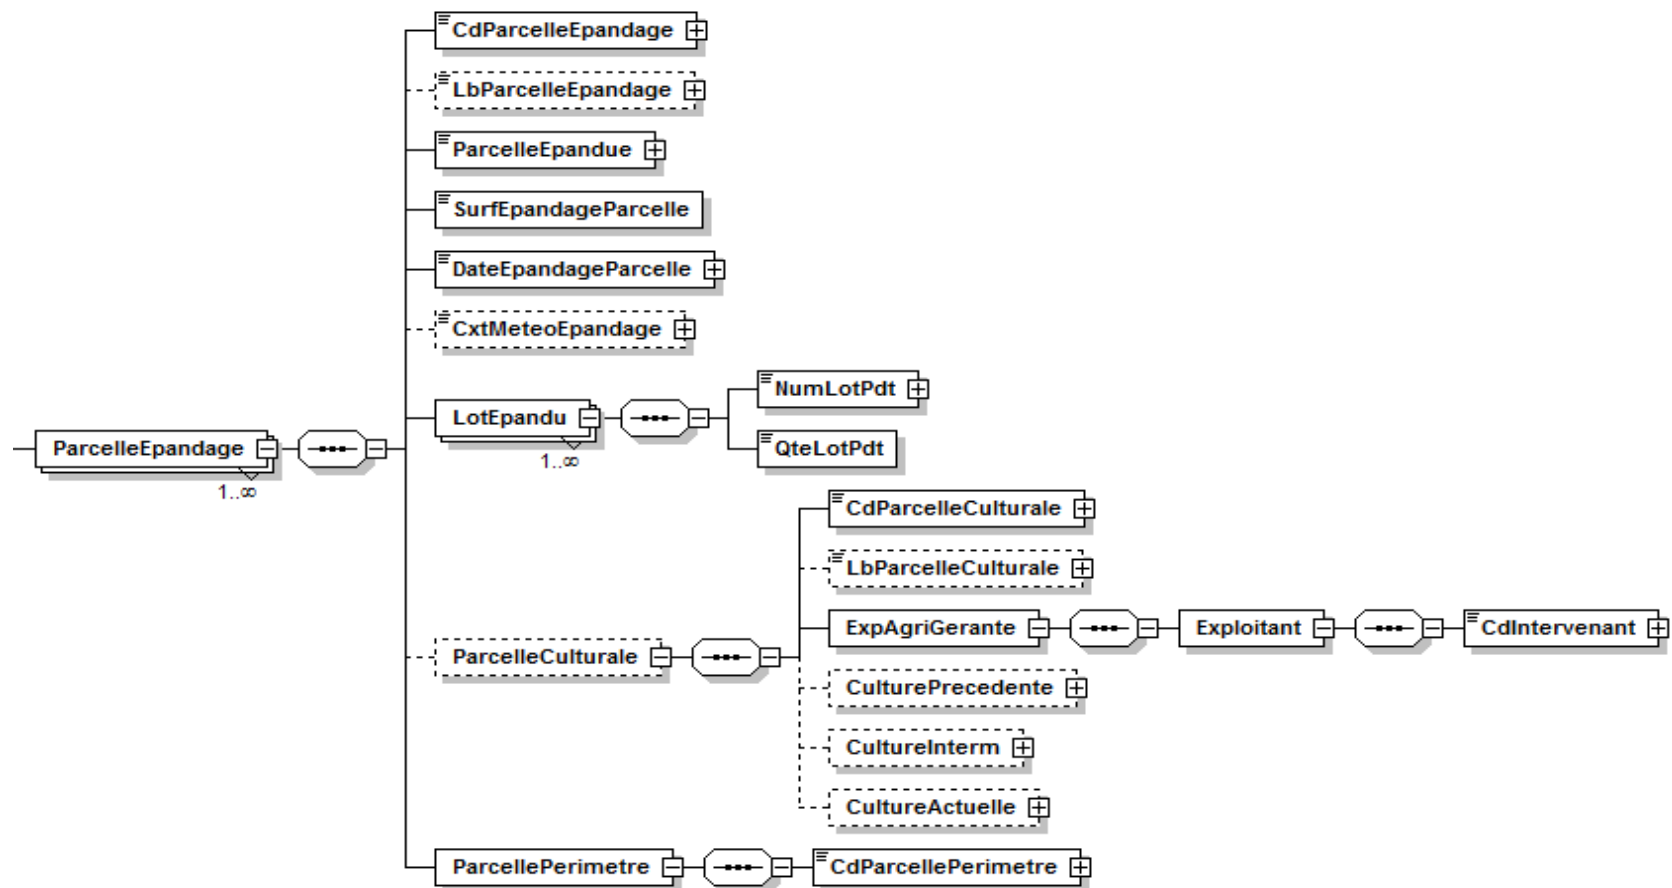 CdParcelleEpandage
LbParcelleEpandage
ParcelleEpandue
SurfEpandageParcelle
DateEpandageParcelle
CxtMeteoEpandage
NumLotPdt
LotEpandu
1..∞
QteLotPdt
ParcelleEpandage
1..∞
CdParcelleCulturale
LbParcelleCulturale
ExpAgriGerante
Exploitant
CdIntervenant
ParcelleCulturale
CulturePrecedente
CultureInterm
CultureActuelle
ParcellePerimetre
CdParcellePerimetre